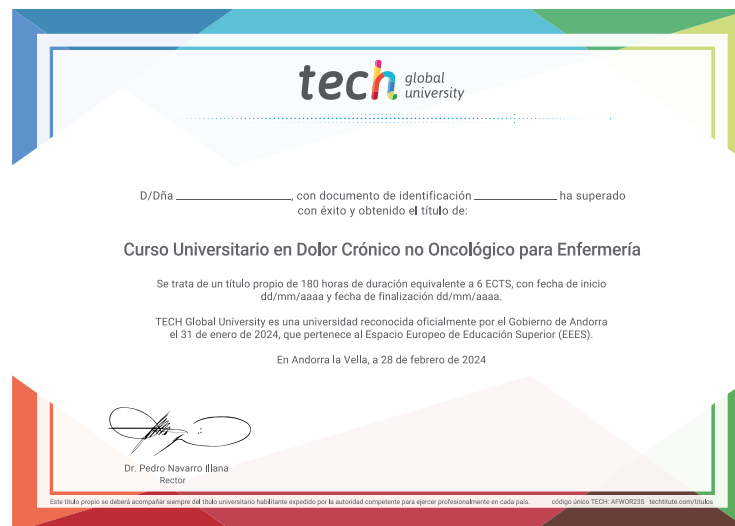 tech global university
D/Dña ____________________, con documento de identificación ______________ ha superado
con éxito y obtenido el título de:
Curso Universitario en Dolor Crónico no Oncológico para Enfermería
Se trata de un título propio de 180 horas de duración equivalente a 6 ECTS, con fecha de inicio
dd/mm/aaaa y fecha de finalización dd/mm/aaaa.
TECH Global University es una universidad reconocida oficialmente por el Gobierno de Andorra
el 31 de enero de 2024, que pertenece al Espacio Europeo de Educación Superior (EEES).
En Andorra la Vella, a 28 de febrero de 2024
Dr. Pedro Navarro Illana
Rector
Este título propio se deberá acompañar siempre del título universitario habilitante expedido por la autoridad competente para ejercer profesionalmente en cada país. código único TECH: AFWOR23S techtitute.com/titulos